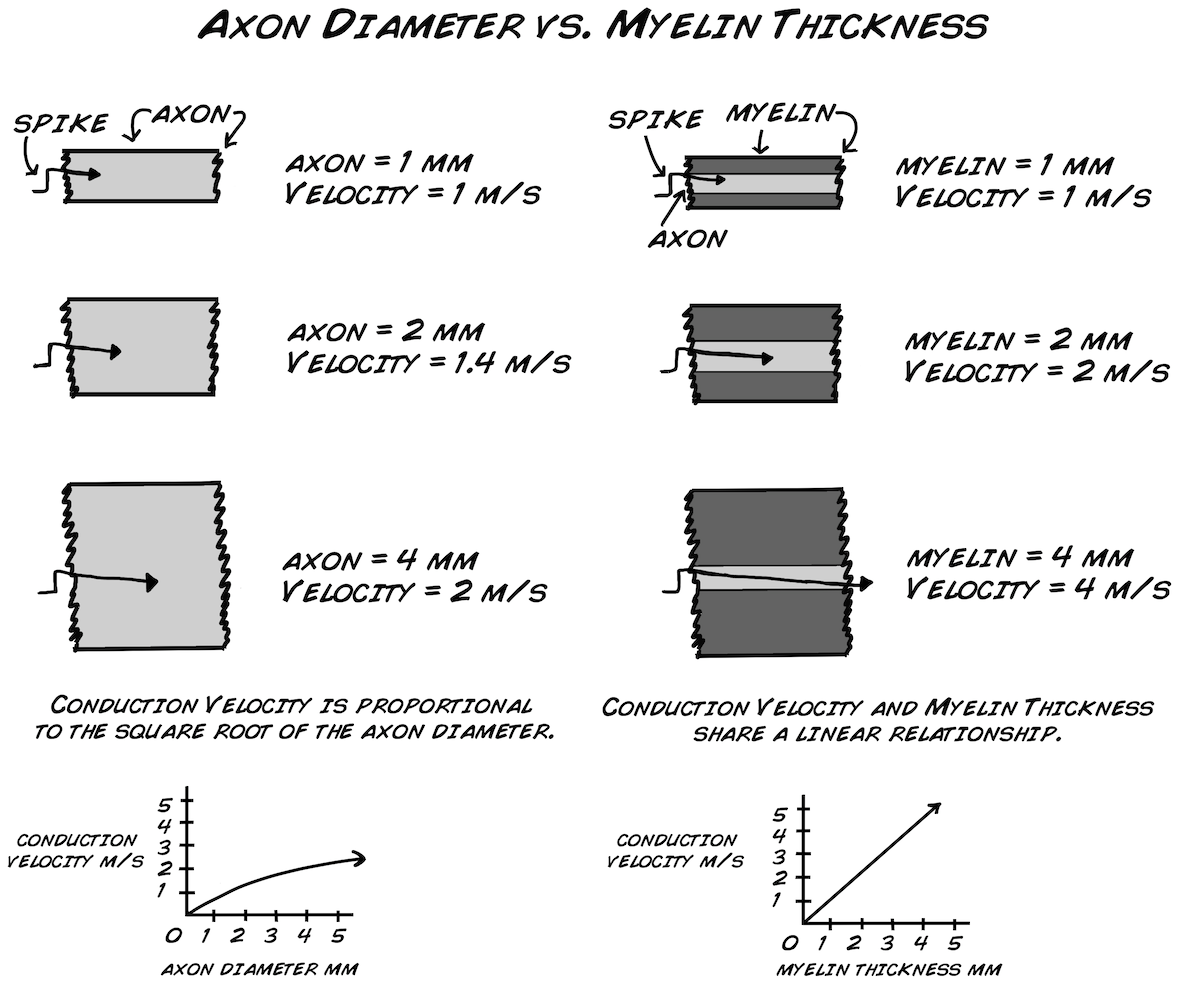 AXON DIAMETER VS. MYELIN THICKNESS
SPIKE
AXON
AXON = 1 MM
VELOCITY = 1 M/S
AXON = 2 MM
VELOCITY = 1.4 M/S
AXON = 4 MM
VELOCITY = 2 M/S
CONDUCTION VELOCITY IS PROPORTIONAL
TO THE SQUARE ROOT OF THE AXON DIAMETER.
CONDUCTION
VELOCITY M/S
5
4
3
2
1
0 1 2 3 4 5
AXON DIAMETER MM
SPIKE
MYELIN
AXON
MYELIN = 1 MM
VELOCITY = 1 M/S
MYELIN = 2 MM
VELOCITY = 2 M/S
MYELIN = 4 MM
VELOCITY = 4 M/S
CONDUCTION VELOCITY AND MYELIN THICKNESS
SHARE A LINEAR RELATIONSHIP.
CONDUCTION
VELOCITY M/S
5
4
3
2
1
0 1 2 3 4 5
MYELIN THICKNESS MM